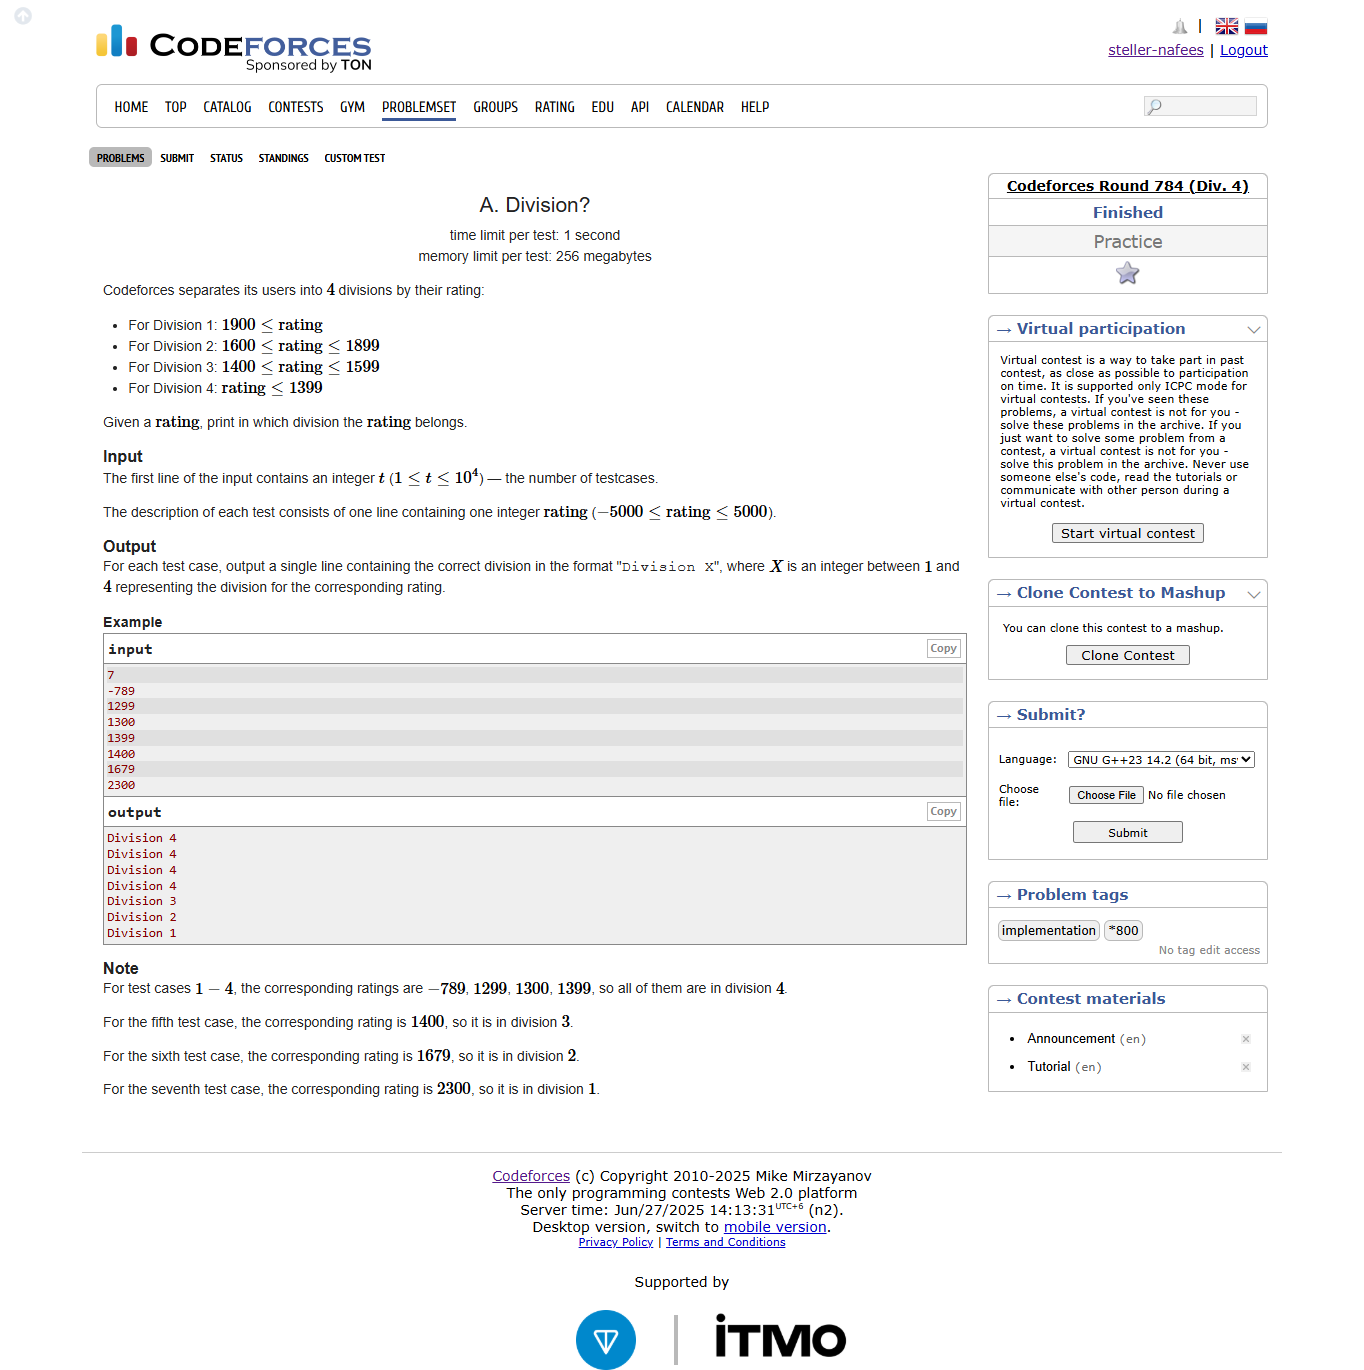 CODEFORCES
Sponsored by TON
|
steller-nafees | Logout
HOME TOP CATALOG CONTESTS GYM PROBLEMSET GROUPS RATING EDU API CALENDAR HELP
PROBLEMS SUBMIT STATUS STANDINGS CUSTOM TEST
A. Division?
time limit per test: 1 second
memory limit per test: 256 megabytes
Codeforces separates its users into 4 divisions by their rating:
• For Division 1: 1900 ≤ rating
• For Division 2: 1600 ≤ rating ≤ 1899
• For Division 3: 1400 ≤ rating ≤ 1599
• For Division 4: rating ≤ 1399
Given a rating, print in which division the rating belongs.
Input
The first line of the input contains an integer t (1 ≤ t ≤ 10⁴) — the number of testcases.
The description of each test consists of one line containing one integer rating (−5000 ≤ rating ≤ 5000).
Output
For each test case, output a single line containing the correct division in the format "Division X", where X is an integer between 1 and
4 representing the division for the corresponding rating.
Example
input
Copy
7
-789
1299
1300
1399
1400
1679
2300
output
Copy
Division 4
Division 4
Division 4
Division 4
Division 3
Division 2
Division 1
Note
For test cases 1 − 4, the corresponding ratings are −789, 1299, 1300, 1399, so all of them are in division 4.
For the fifth test case, the corresponding rating is 1400, so it is in division 3.
For the sixth test case, the corresponding rating is 1679, so it is in division 2.
For the seventh test case, the corresponding rating is 2300, so it is in division 1.
Codeforces Round 784 (Div. 4)
Finished
Practice
→ Virtual participation
Virtual contest is a way to take part in past
contest, as close as possible to participation
on time. It is supported only ICPC mode for
virtual contests. If you've seen these
problems, a virtual contest is not for you -
solve these problems in the archive. If you
just want to solve some problem from a
contest, a virtual contest is not for you -
solve this problem in the archive. Never use
someone else's code, read the tutorials or
communicate with other person during a
virtual contest.
Start virtual contest
→ Clone Contest to Mashup
You can clone this contest to a mashup.
Clone Contest
→ Submit?
Language: GNU G++23 14.2 (64 bit, ms
Choose
file:
Choose File No file chosen
Submit
→ Problem tags
implementation *800
No tag edit access
→ Contest materials
• Announcement (en)
• Tutorial (en)
Codeforces (c) Copyright 2010-2025 Mike Mirzayanov
The only programming contests Web 2.0 platform
Server time: Jun/27/2025 14:13:31 UTC+6 (n2).
Desktop version, switch to mobile version.
Privacy Policy | Terms and Conditions
Supported by
iTMO